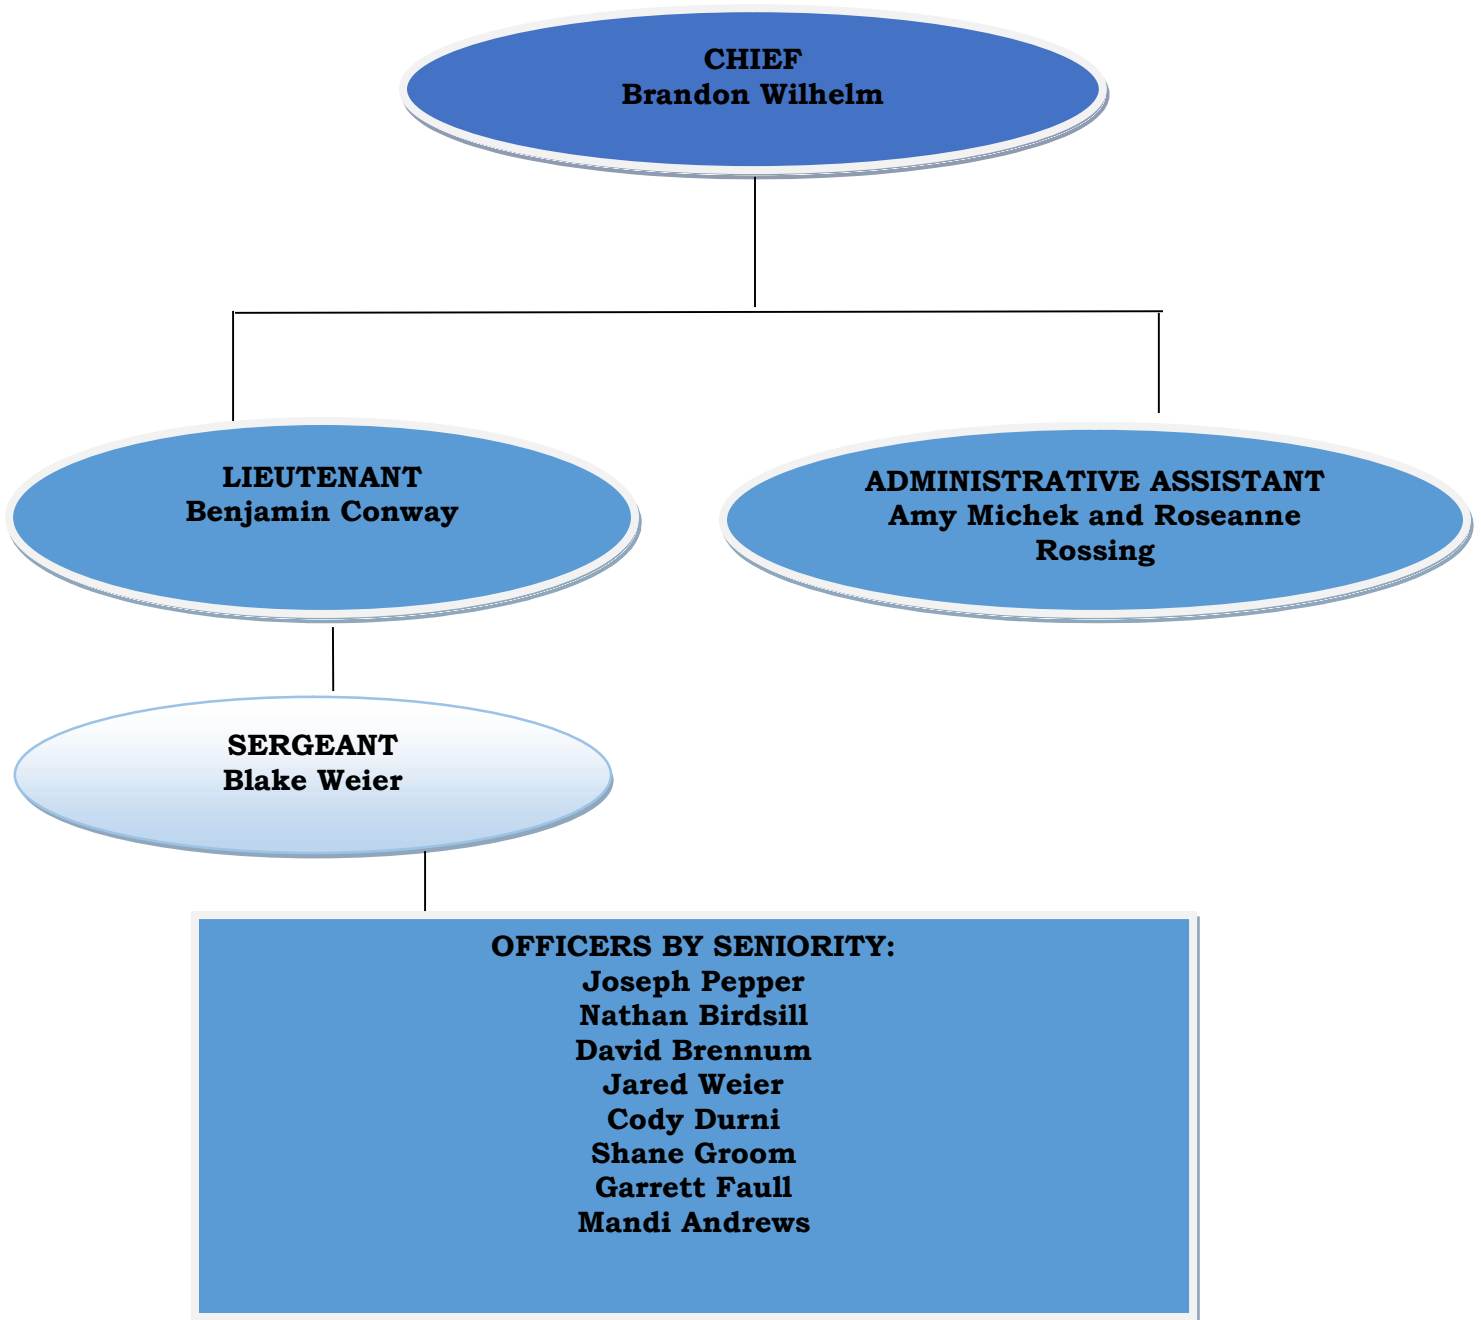 CHIEF
Brandon Wilhelm
LIEUTENANT
Benjamin Conway
ADMINISTRATIVE ASSISTANT
Amy Michek and Roseanne
Rossing
SERGEANT
Blake Weier
OFFICERS BY SENIORITY:
Joseph Pepper
Nathan Birdsill
David Brennum
Jared Weier
Cody Durni
Shane Groom
Garrett Faull
Mandi Andrews